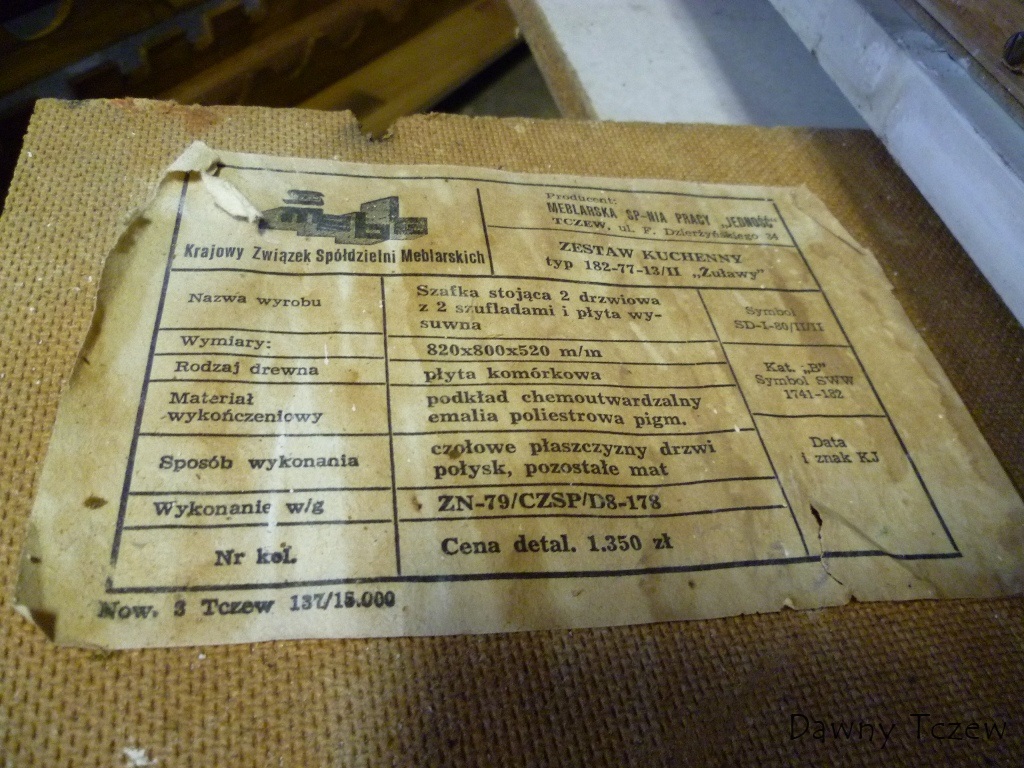 Krajowy Związek Spółdzielni Meblarskich
Producent:
MEBLARSKA SP-NIA PRACY „JEDNOŚĆ"
TCZEW, ul. F. Dzierżyńskiego 34
ZESTAW KUCHENNY
typ 182-77-13/II „Żuławy"
Nazwa wyrobu
Szafka stojąca 2 drzwiowa
z 2 szufladami i płyta wy-
suwna
Symbol
SD-I-80/II/II
Wymiary:
820x800x520 m/m
Rodzaj drewna
płyta komórkowa
Kat. „B"
Symbol SWW
1741-182
Materiał
wykończeniowy
podkład chemoutwardzalny
emalia poliestrowa pigm.
Sposób wykonania
czołowe płaszczyzny drzwi
połysk, pozostałe mat
Data
i znak KJ
Wykonanie w/g
ZN-79/CZSP/D8-178
Nr kol.
Cena detal. 1.350 zł
Now. 3 Tczew 137/15.000
Dawny Tczew